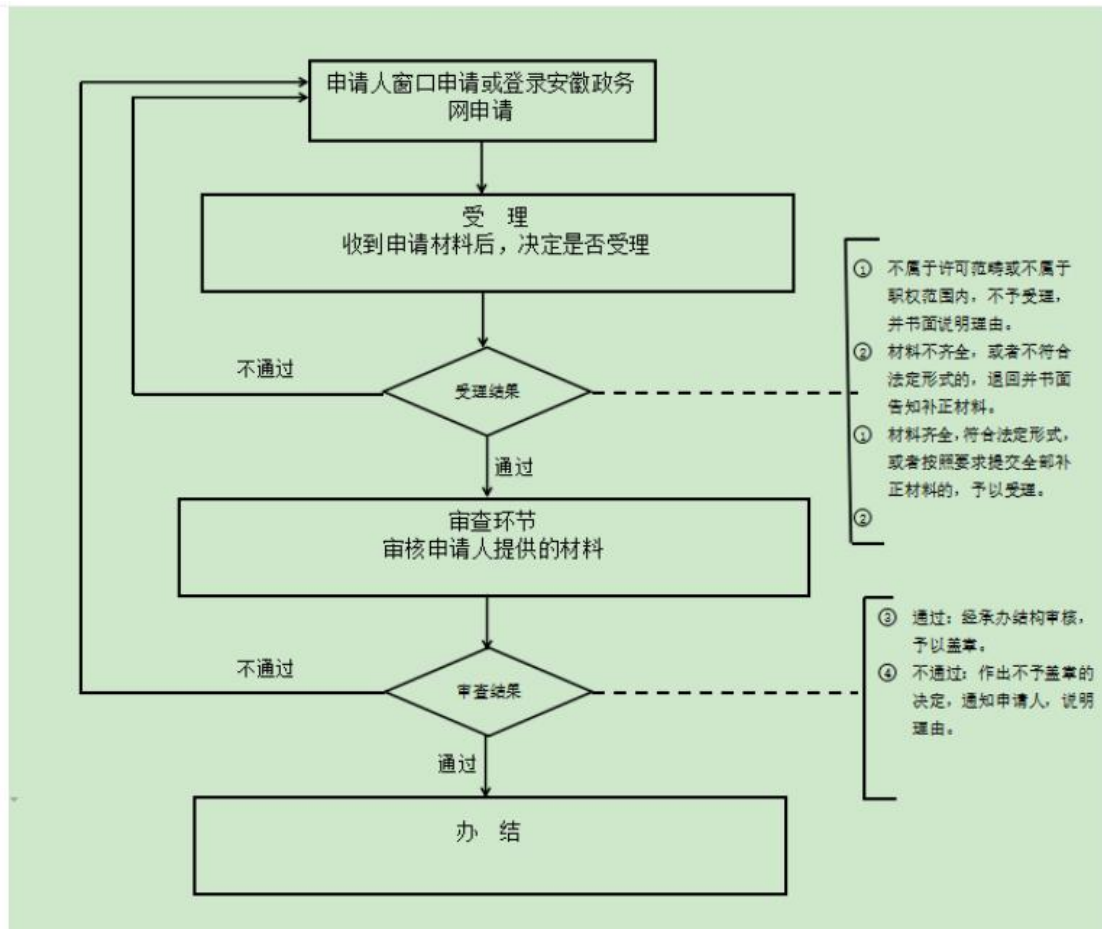 申请人窗口申请或登录安徽政务
网申请
受 理
收到申请材料后，决定是否受理
① 不属于许可范畴或不属于
职权范围内，不予受理，
并书面说明理由。
② 材料不齐全，或者不符合
法定形式的，退回并书面
告知补正材料。
① 材料齐全，符合法定形式，
或者按照要求提交全部补
正材料的，予以受理。
②
不通过
受理结果
通过
审查环节
审核申请人提供的材料
③ 通过：经承办结构审核，
予以盖章。
④ 不通过：作出不予盖章的
决定，通知申请人，说明
理由。
不通过
审查结果
通过
办 结